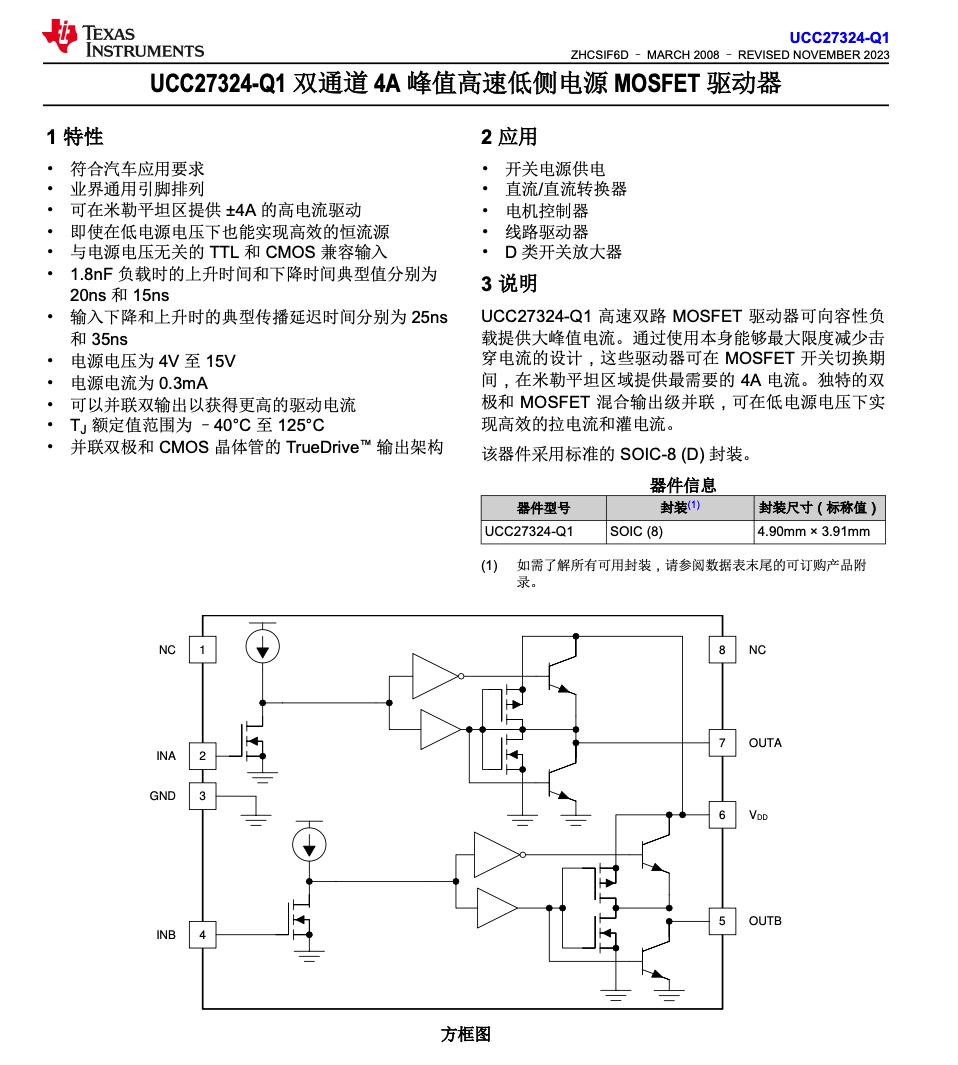 TEXAS
INSTRUMENTS
UCC27324-Q1
ZHCSIF6D – MARCH 2008 – REVISED NOVEMBER 2023
UCC27324-Q1 双通道 4A 峰值高速低侧电源 MOSFET 驱动器
1 特性
• 符合汽车应用要求
• 业界通用引脚排列
• 可在米勒平坦区提供 ±4A 的高电流驱动
• 即使在低电源电压下也能实现高效的恒流源
• 与电源电压无关的 TTL 和 CMOS 兼容输入
• 1.8nF 负载时的上升时间和下降时间典型值分别为
20ns 和 15ns
• 输入下降和上升时的典型传播延迟时间分别为 25ns
和 35ns
• 电源电压为 4V 至 15V
• 电源电流为 0.3mA
• 可以并联双输出以获得更高的驱动电流
• TJ 额定值范围为 –40°C 至 125°C
• 并联双极和 CMOS 晶体管的 TrueDrive™ 输出架构
2 应用
• 开关电源供电
• 直流/直流转换器
• 电机控制器
• 线路驱动器
• D 类开关放大器
3 说明
UCC27324-Q1 高速双路 MOSFET 驱动器可向容性负
载提供大峰值电流。通过使用本身能够最大限度减少击
穿电流的设计，这些驱动器可在 MOSFET 开关切换期
间，在米勒平坦区域提供最需要的 4A 电流。独特的双
极和 MOSFET 混合输出级并联，可在低电源电压下实
现高效的拉电流和灌电流。
该器件采用标准的 SOIC-8 (D) 封装。
器件信息
器件型号 封装(1) 封装尺寸（标称值）
UCC27324-Q1 SOIC (8) 4.90mm × 3.91mm
(1) 如需了解所有可用封装，请参阅数据表末尾的可订购产品附
录。
NC 1
8 NC
7 OUTA
INA 2
GND 3
6 VDD
INB 4
5 OUTB
方框图